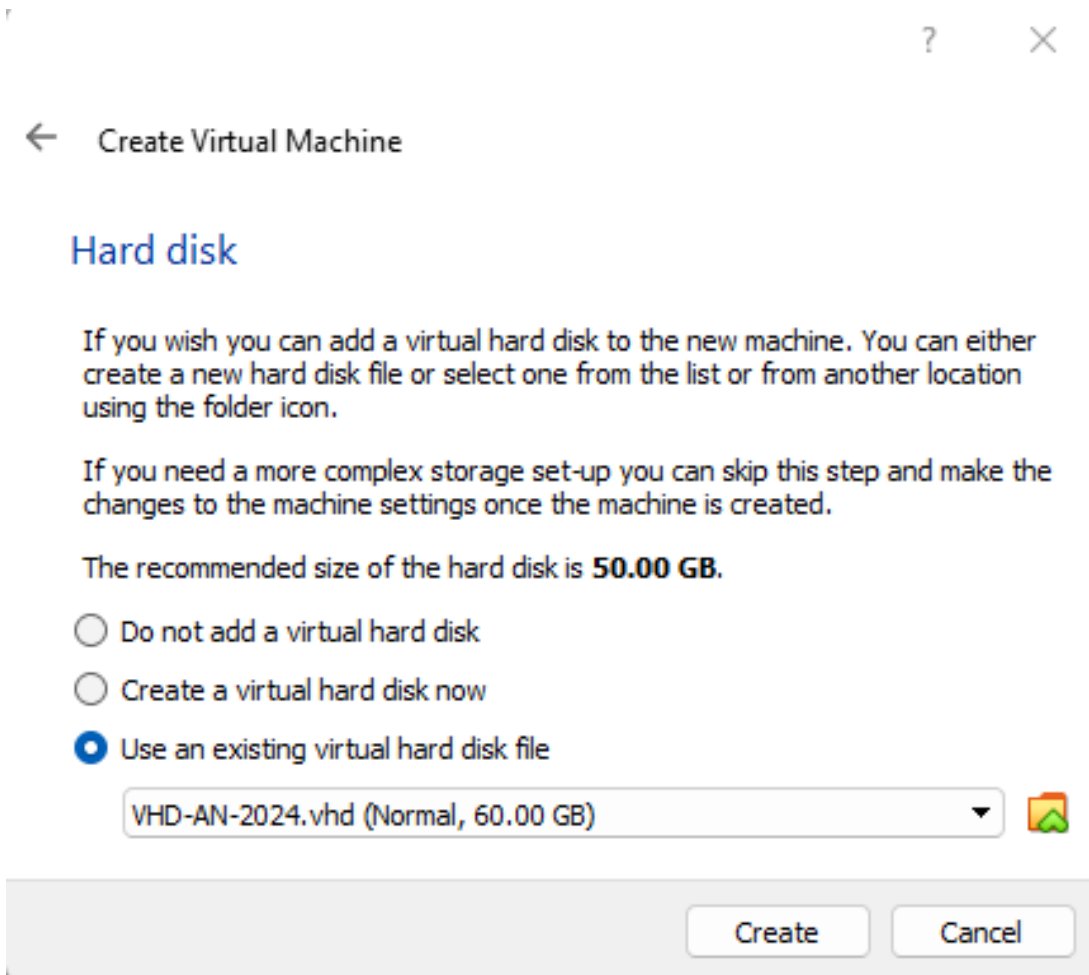 ?
Create Virtual Machine
Hard disk
If you wish you can add a virtual hard disk to the new machine. You can either
create a new hard disk file or select one from the list or from another location
using the folder icon.
If you need a more complex storage set-up you can skip this step and make the
changes to the machine settings once the machine is created.
The recommended size of the hard disk is 50.00 GB.
Do not add a virtual hard disk
Create a virtual hard disk now
Use an existing virtual hard disk file
VHD-AN-2024.vhd (Normal, 60.00 GB)
Create Cancel